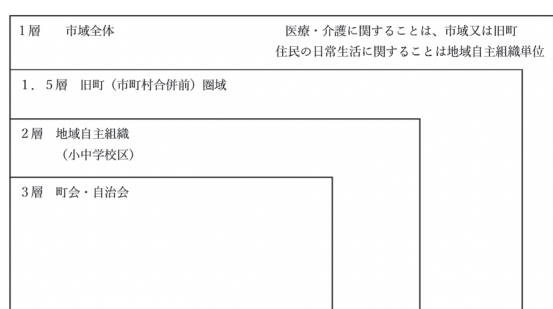 1層　市域全体
医療・介護に関することは、市域又は旧町
住民の日常生活に関することは地域自主組織単位
1．5層　旧町（市町村合併前）圏域
2層　地域自主組織
（小中学校区）
3層　町会・自治会